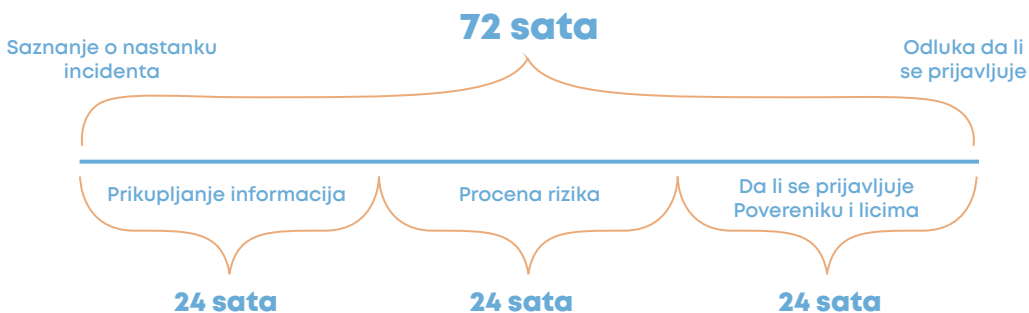 72 sata
Saznanje o nastanku
incidenta
Odluka da li
se prijavljuje
Prikupljanje informacija
Procena rizika
Da li se prijavljuje
Povereniku i licima
24 sata
24 sata
24 sata